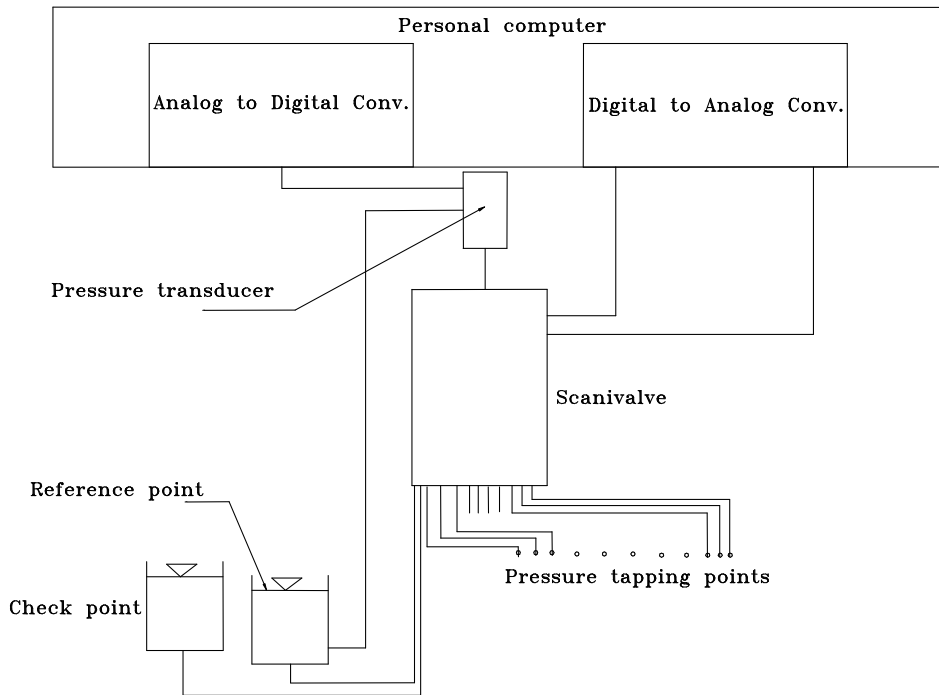 Personal computer
Analog to Digital Conv.
Digital to Analog Conv.
Pressure transducer
Scanivalve
Reference point
Pressure tapping points
Check point